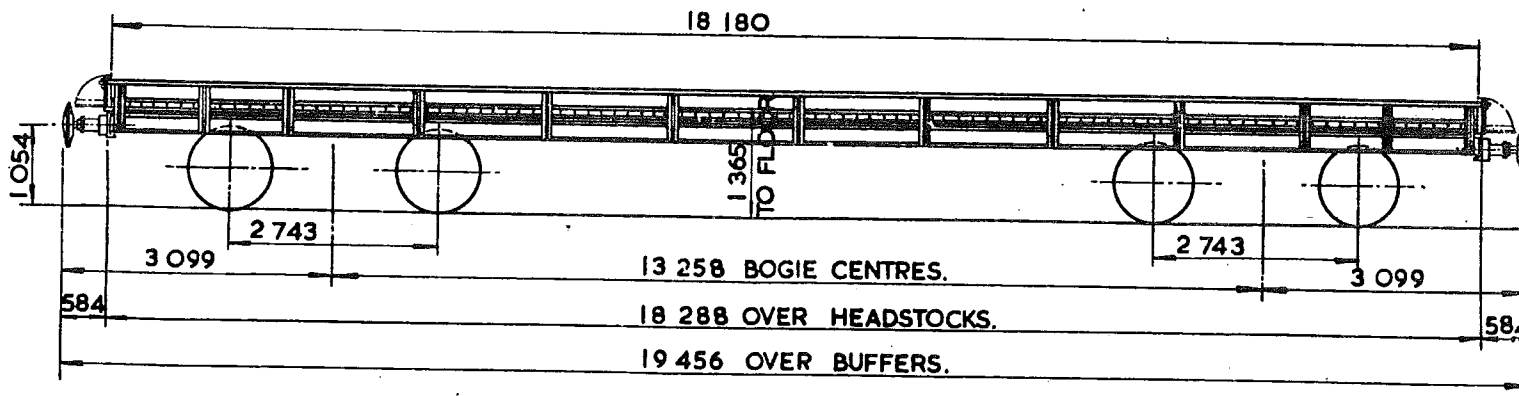 18 180
1 054
1 365
TO FLOOR
2 743
2 743
3 099
13 258 BOGIE CENTRES.
3 099
584
18 288 OVER HEADSTOCKS.
584
19 456 OVER BUFFERS.